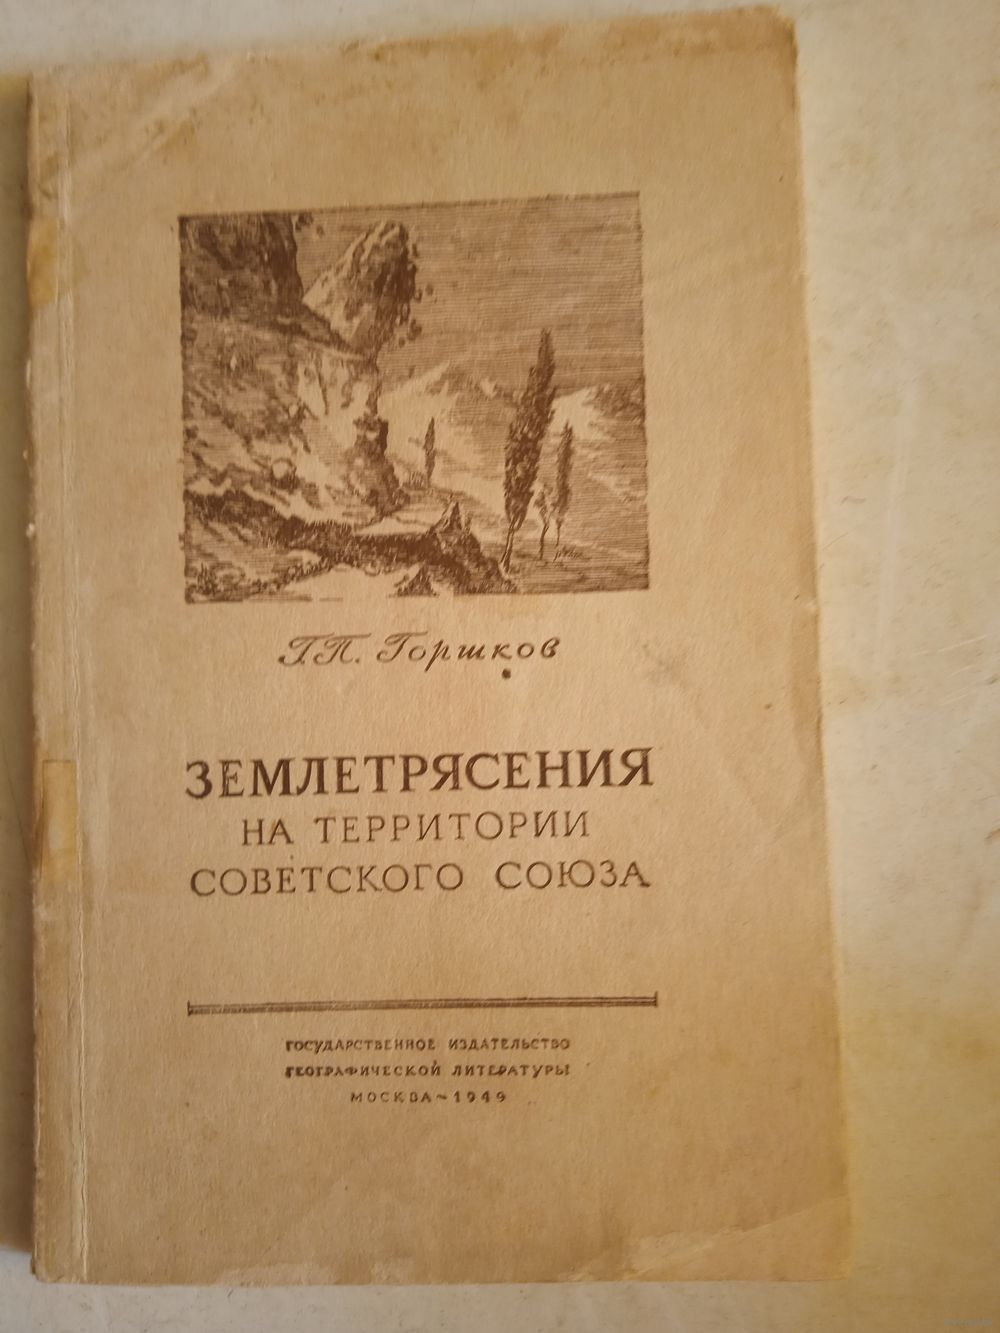 Г.П. Горшков
ЗЕМЛЕТРЯСЕНИЯ
НА ТЕРРИТОРИИ
СОВЕТСКОГО СОЮЗА
ГОСУДАРСТВЕННОЕ ИЗДАТЕЛЬСТВО
ГЕОГРАФИЧЕСКОЙ ЛИТЕРАТУРЫ
МОСКВА ~ 1949